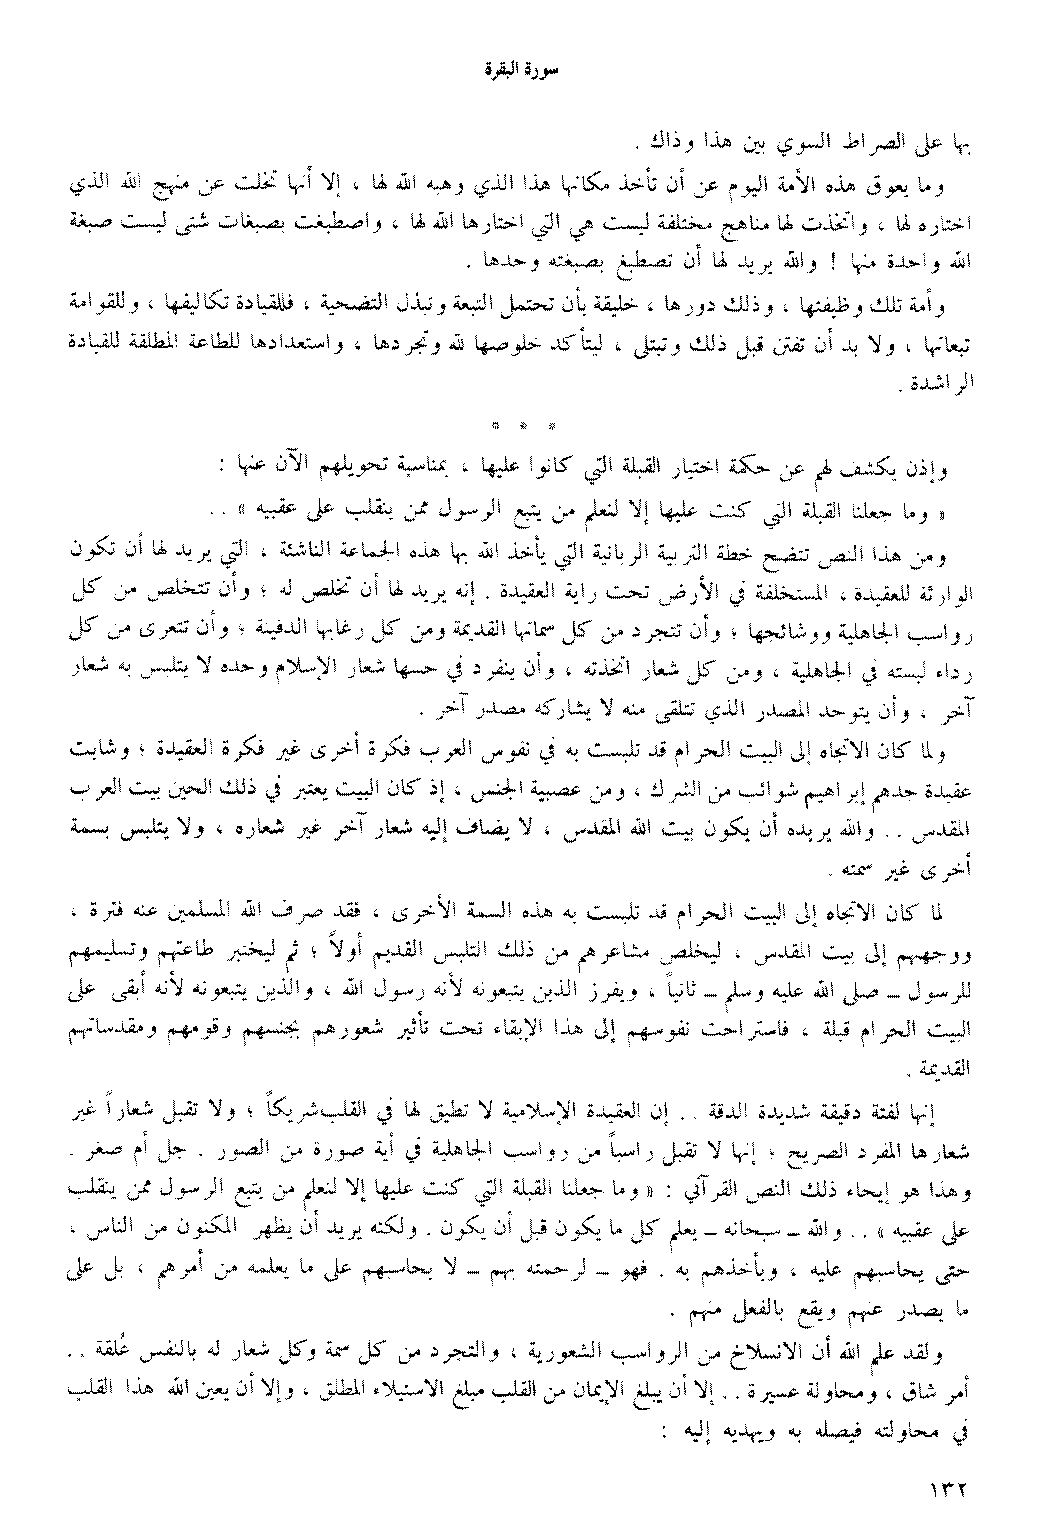 سورة البقرة
بها على الصراط السوي بين هذا وذاك .
وما يعوق هذه الأمة اليوم عن أن تأخذ مكانها هذا الذي وهبه الله لها ، إلا أنها تخلت عن منهج الله الذي
اختاره لها ، واتخذت لها مناهج مختلفة ليست هي التي اختارها الله لها ، واصطبغت بصبغات شتى ليست صبغة
الله واحدة منها ! والله يريد لها أن تصطبغ بصبغته وحدها .
وأمة تلك وظيفتها ، وذلك دورها ، خليقة بأن تحتمل التبعة وتبذل التضحية ، فللقيادة تكاليفها ، وللقوامة
تبعاتها ، ولا بد أن تفتن قبل ذلك وتبتلى ، ليتأكد خلوصها لله وتجردها ، واستعدادها للطاعة المطلقة للقيادة
الراشدة .
* * *
وإذن يكشف لهم عن حكمة اختيار القبلة التي كانوا عليها ، بمناسبة تحويلهم الآن عنها :
« وما جعلنا القبلة التي كنت عليها إلا لنعلم من يتبع الرسول ممن ينقلب على عقبيه » ..
ومن هذا النص تتضح خطة التربية الربانية التي يأخذ الله بها هذه الجماعة الناشئة ، التي يريد لها أن تكون
الوارثة للعقيدة ، المستخلفة في الأرض تحت راية العقيدة . إنه يريد لها أن تخلص له ؛ وأن تتخلص من كل
رواسب الجاهلية ووشائجها ؛ وأن تتجرد من كل سماتها القديمة ومن كل رغابها الدفينة ؛ وأن تتعرى من كل
رداء لبسته في الجاهلية ، ومن كل شعار اتخذته ، وأن ينفرد في حسها شعار الإسلام وحده لا يتلبس به شعار
آخر ، وأن يتوحد المصدر الذي تتلقى منه لا يشاركه مصدر آخر .
ولما كان الاتجاه إلى البيت الحرام قد تلبست به في نفوس العرب فكرة أخرى غير فكرة العقيدة ؛ وشابت
عقيدة جدهم إبراهيم شوائب من الشرك ، ومن عصبية الجنس ، إذ كان البيت يعتبر في ذلك الحين بيت العرب
المقدس .. والله يريده أن يكون بيت الله المقدس ، لا يضاف إليه شعار آخر غير شعاره ، ولا يتلبس بسمة
أخرى غير سمته .
لما كان الاتجاه إلى البيت الحرام قد تلبست به هذه السمة الأخرى ، فقد صرف الله المسلمين عنه فترة ،
ووجههم إلى بيت المقدس ، ليخلص مشاعرهم من ذلك التلبس القديم أولاً ؛ ثم ليختبر طاعتهم وتسليمهم
للرسول – صلى الله عليه وسلم – ثانياً ، ويفرز الذين يتبعونه لأنه رسول الله ، والذين يتبعونه لأنه أبقى على
البيت الحرام قبلة ، فاستراحت نفوسهم إلى هذا الإبقاء تحت تأثير شعورهم بجنسهم وقومهم ومقدساتهم
القديمة .
إنها لفتة دقيقة شديدة الدقة .. إن العقيدة الإسلامية لا تطيق لها في القلب شريكاً ؛ ولا تقبل شعاراً غير
شعارها المفرد الصريح ؛ إنها لا تقبل راسباً من رواسب الجاهلية في أية صورة من الصور . جل أم صغر .
وهذا هو إيحاء ذلك النص القرآني : « وما جعلنا القبلة التي كنت عليها إلا لنعلم من يتبع الرسول ممن ينقلب
على عقبيه » .. والله – سبحانه – يعلم كل ما يكون قبل أن يكون . ولكنه يريد أن يظهر المكنون من الناس ،
حتى يحاسبهم عليه ، ويأخذهم به . فهو – لرحمته بهم – لا يحاسبهم على ما يعلمه من أمرهم ، بل على
ما يصدر عنهم ويقع بالفعل منهم .
ولقد علم الله أن الانسلاخ من الرواسب الشعورية ، والتجرد من كل سمة وكل شعار له بالنفس عُلقة ..
أمر شاق ، ومحاولة عسيرة .. إلا أن يبلغ الإيمان من القلب مبلغ الاستيلاء المطلق ، وإلا أن يعين الله هذا القلب
في محاولته فيصله به ويهديه إليه :
١٣٢